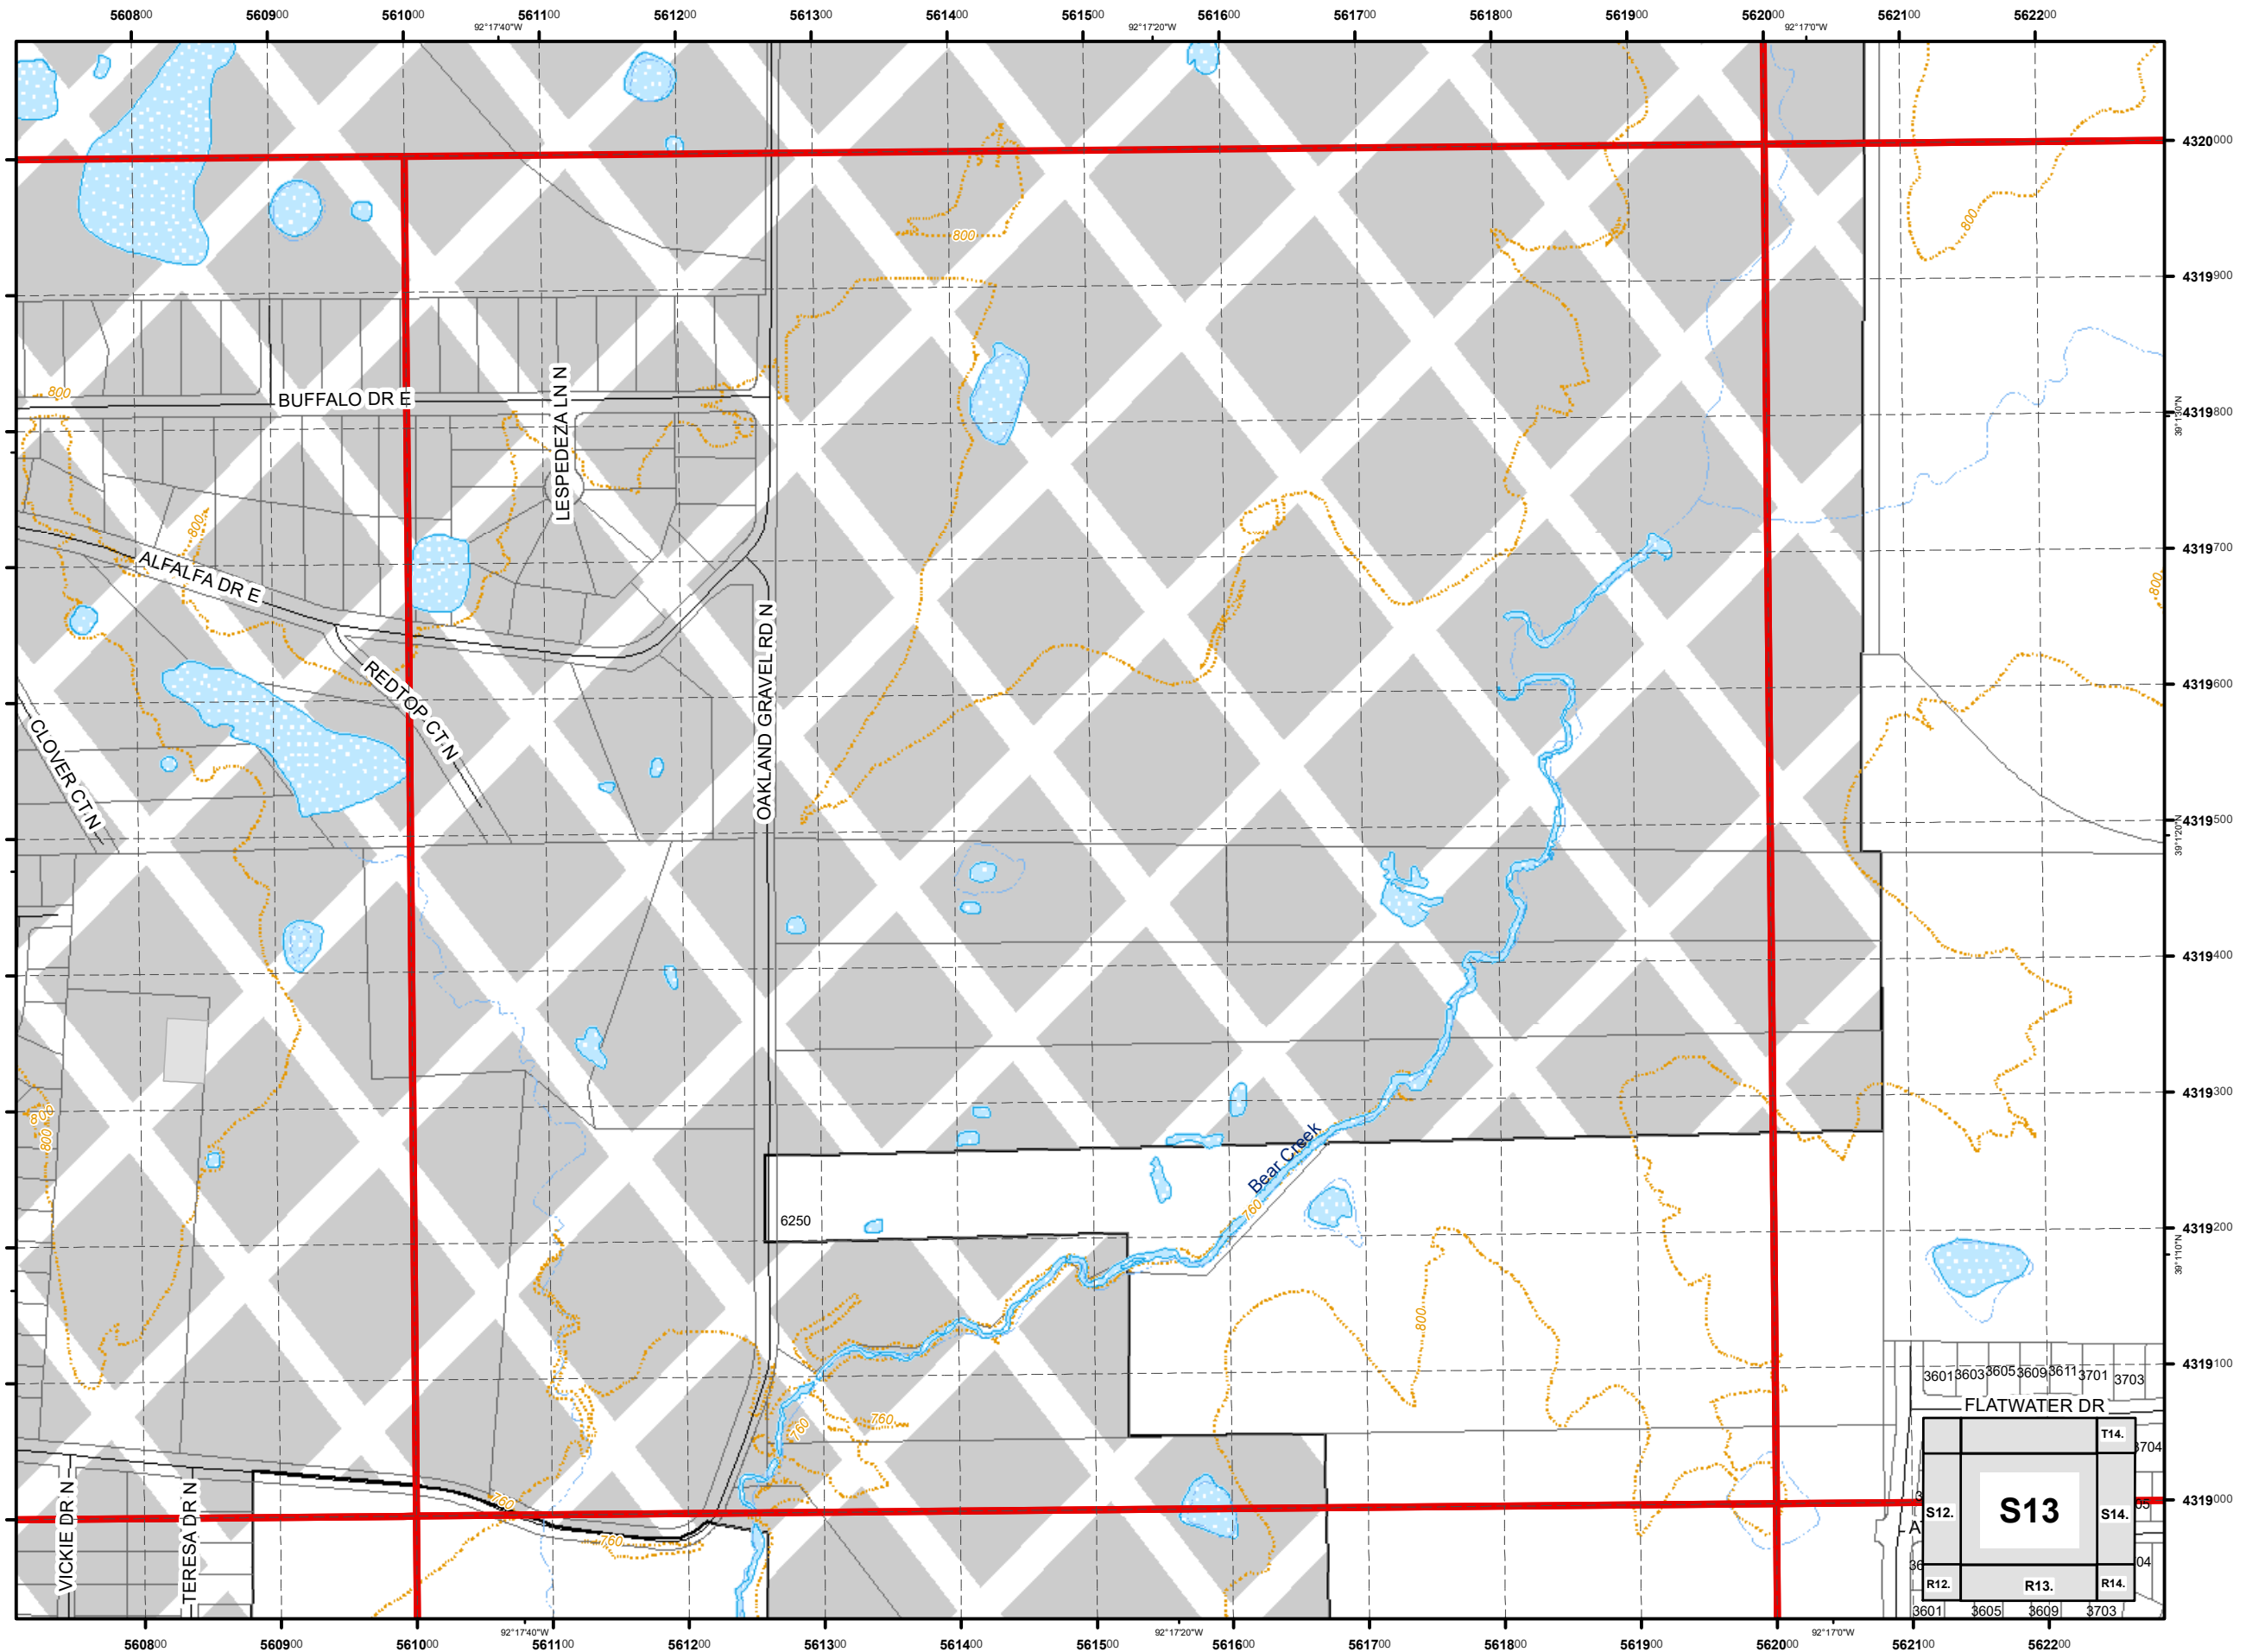 560800 560900 561000 561100 561200 561300 561400 561500 561600 561700 561800 561900 562000 562100 562200
92°17'40"W 92°17'20"W 92°17'0"W
4320000
800
800
4319900
39°1'30"N
4319800
800
BUFFALO DR E
LESPEDEZA LN N
800
ALFALFA DR E
4319700
800
OAKLAND GRAVEL RD N
REDTOP CT N
4319600
CLOVER CT N
4319500
39°1'20"N
4319400
4319300
800
800
Bear Creek
760
6250
4319200
39°1'10"N
800
4319100
3601 3603 3605 3609 3611 3701 3703
FLATWATER DR
760
760
T14.
3704
760
VICKIE DR N
TERESA DR N
760
S12.
S13
S14.
4319000
04
R12.
R13.
R14.
3601 3605 3609 3703
560800 560900 561000 561100 561200 561300 561400 561500 561600 561700 561800 561900 562000 562100 562200
92°17'40"W 92°17'20"W 92°17'0"W